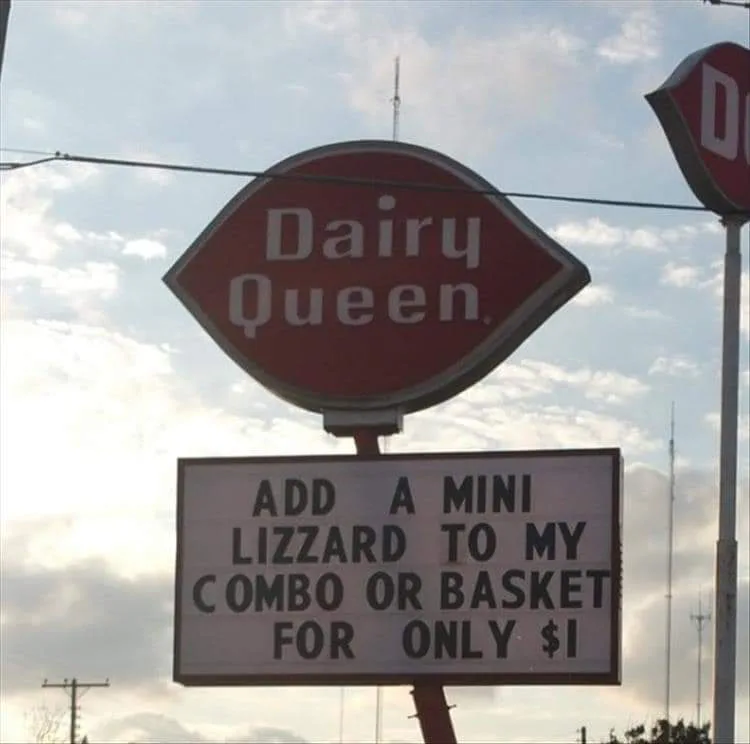 Dairy
Queen.
D
ADD A MINI
LIZZARD TO MY
COMBO OR BASKET
FOR ONLY $1